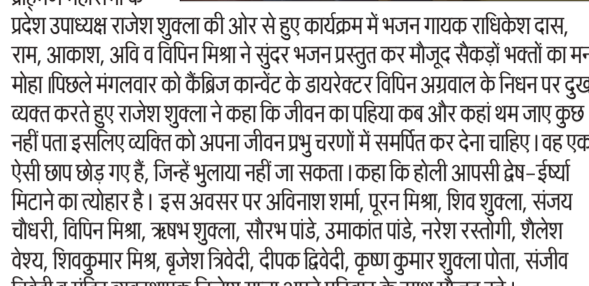 प्रदेश उपाध्यक्ष राजेश शुक्ला की ओर से हुए कार्यक्रम में भजन गायक राधिकेश दास,
राम, आकाश, अवि व विपिन मिश्रा ने सुंदर भजन प्रस्तुत कर मौजूद सैकड़ों भक्तों का मन
मोहा।पिछले मंगलवार को कैंब्रिज कान्वेंट के डायरेक्टर विपिन अग्रवाल के निधन पर दुख
व्यक्त करते हुए राजेश शुक्ला ने कहा कि जीवन का पहिया कब और कहां थम जाए कुछ
नहीं पता इसलिए व्यक्ति को अपना जीवन प्रभु चरणों में समर्पित कर देना चाहिए। वह एक
ऐसी छाप छोड़ गए हैं, जिन्हें भुलाया नहीं जा सकता। कहा कि होली आपसी द्वेष-ईर्ष्या
मिटाने का त्योहार है। इस अवसर पर अविनाश शर्मा, पूरन मिश्रा, शिव शुक्ला, संजय
चौधरी, विपिन मिश्रा, ऋषभ शुक्ला, सौरभ पांडे, उमाकांत पांडे, नरेश रस्तोगी, शैलेश
वेश्य, शिवकुमार मिश्र, बृजेश त्रिवेदी, दीपक द्विवेदी, कृष्ण कुमार शुक्ला पोता, संजीव